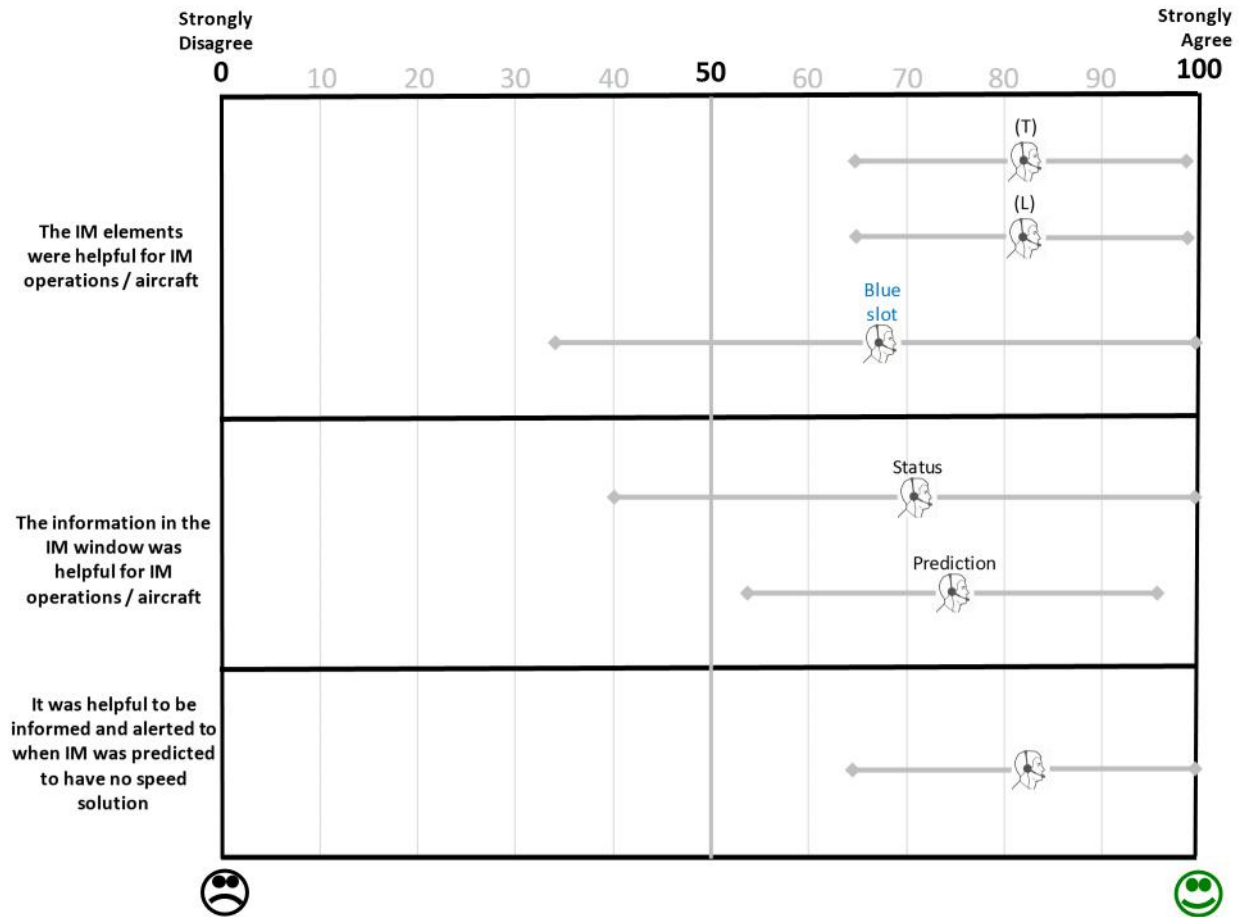 Strongly
Disagree
Strongly
Agree
0 10 20 30 40 50 60 70 80 90 100
The IM elements
were helpful for IM
operations / aircraft
(T)
(L)
Blue
slot
The information in the
IM window was
helpful for IM
operations / aircraft
Status
Prediction
It was helpful to be
informed and alerted to
when IM was predicted
to have no speed
solution